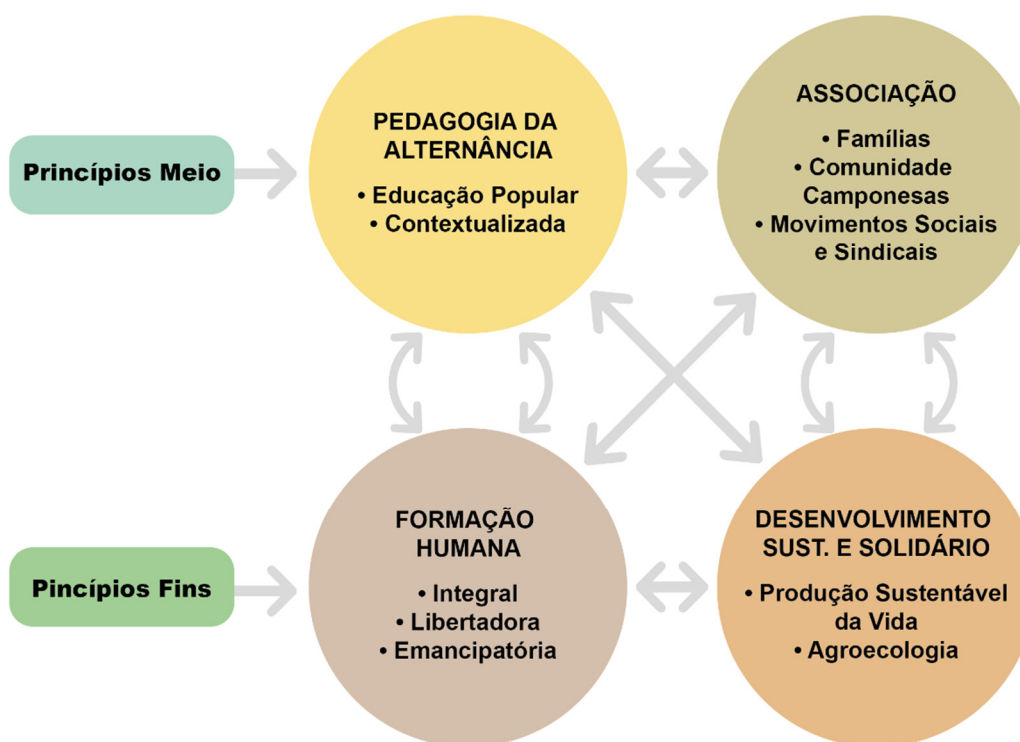 Princípios Meio
PEDAGOGIA DA
ALTERNÂNCIA
• Educação Popular
• Contextualizada
ASSOCIAÇÃO
• Famílias
• Comunidade
Camponesas
• Movimentos Sociais
e Sindicais
Pincípios Fins
FORMAÇÃO
HUMANA
• Integral
• Libertadora
• Emancipatória
DESENVOLVIMENTO
SUST. E SOLIDÁRIO
• Produção Sustentável
da Vida
• Agroecologia